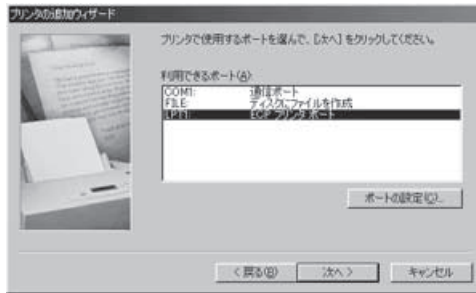 プリンタの追加ウィザード
プリンタで使用するポートを選んで、[次へ] をクリックしてください。
利用できるポート(A):
COM1: 通信ポート
FILE: ディスクにファイルを作成
LPT1: ECP プリンタ ポート
ポートの設定(C)...
< 戻る(B)
次へ >
キャンセル